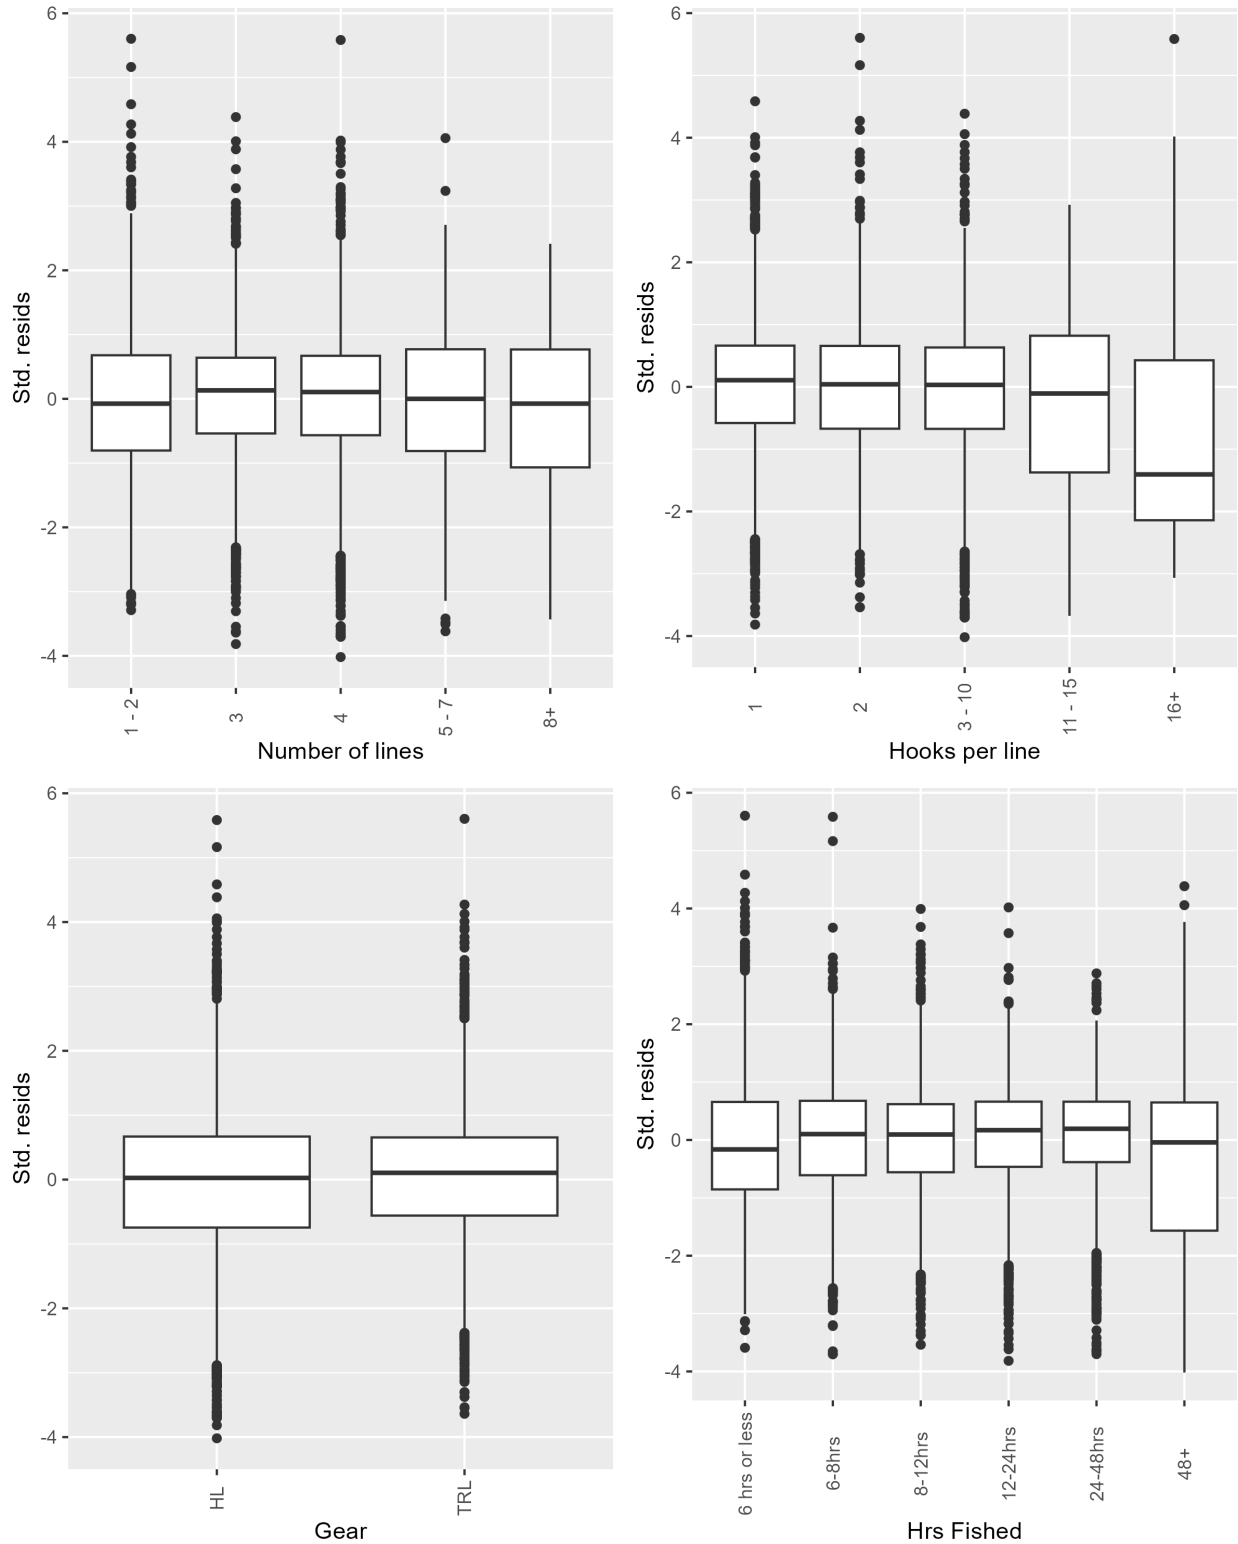 6
4
2
0
-2
-4
Std. resids
1 - 2
3
4
5 - 7
8+
Number of lines
6
4
2
0
-2
-4
Std. resids
1
2
3 - 10
11 - 15
16+
Hooks per line
6
4
2
0
-2
-4
Std. resids
HL
TRL
Gear
6
4
2
0
-2
-4
Std. resids
6 hrs or less
6-8hrs
8-12hrs
12-24hrs
24-48hrs
48+
Hrs Fished